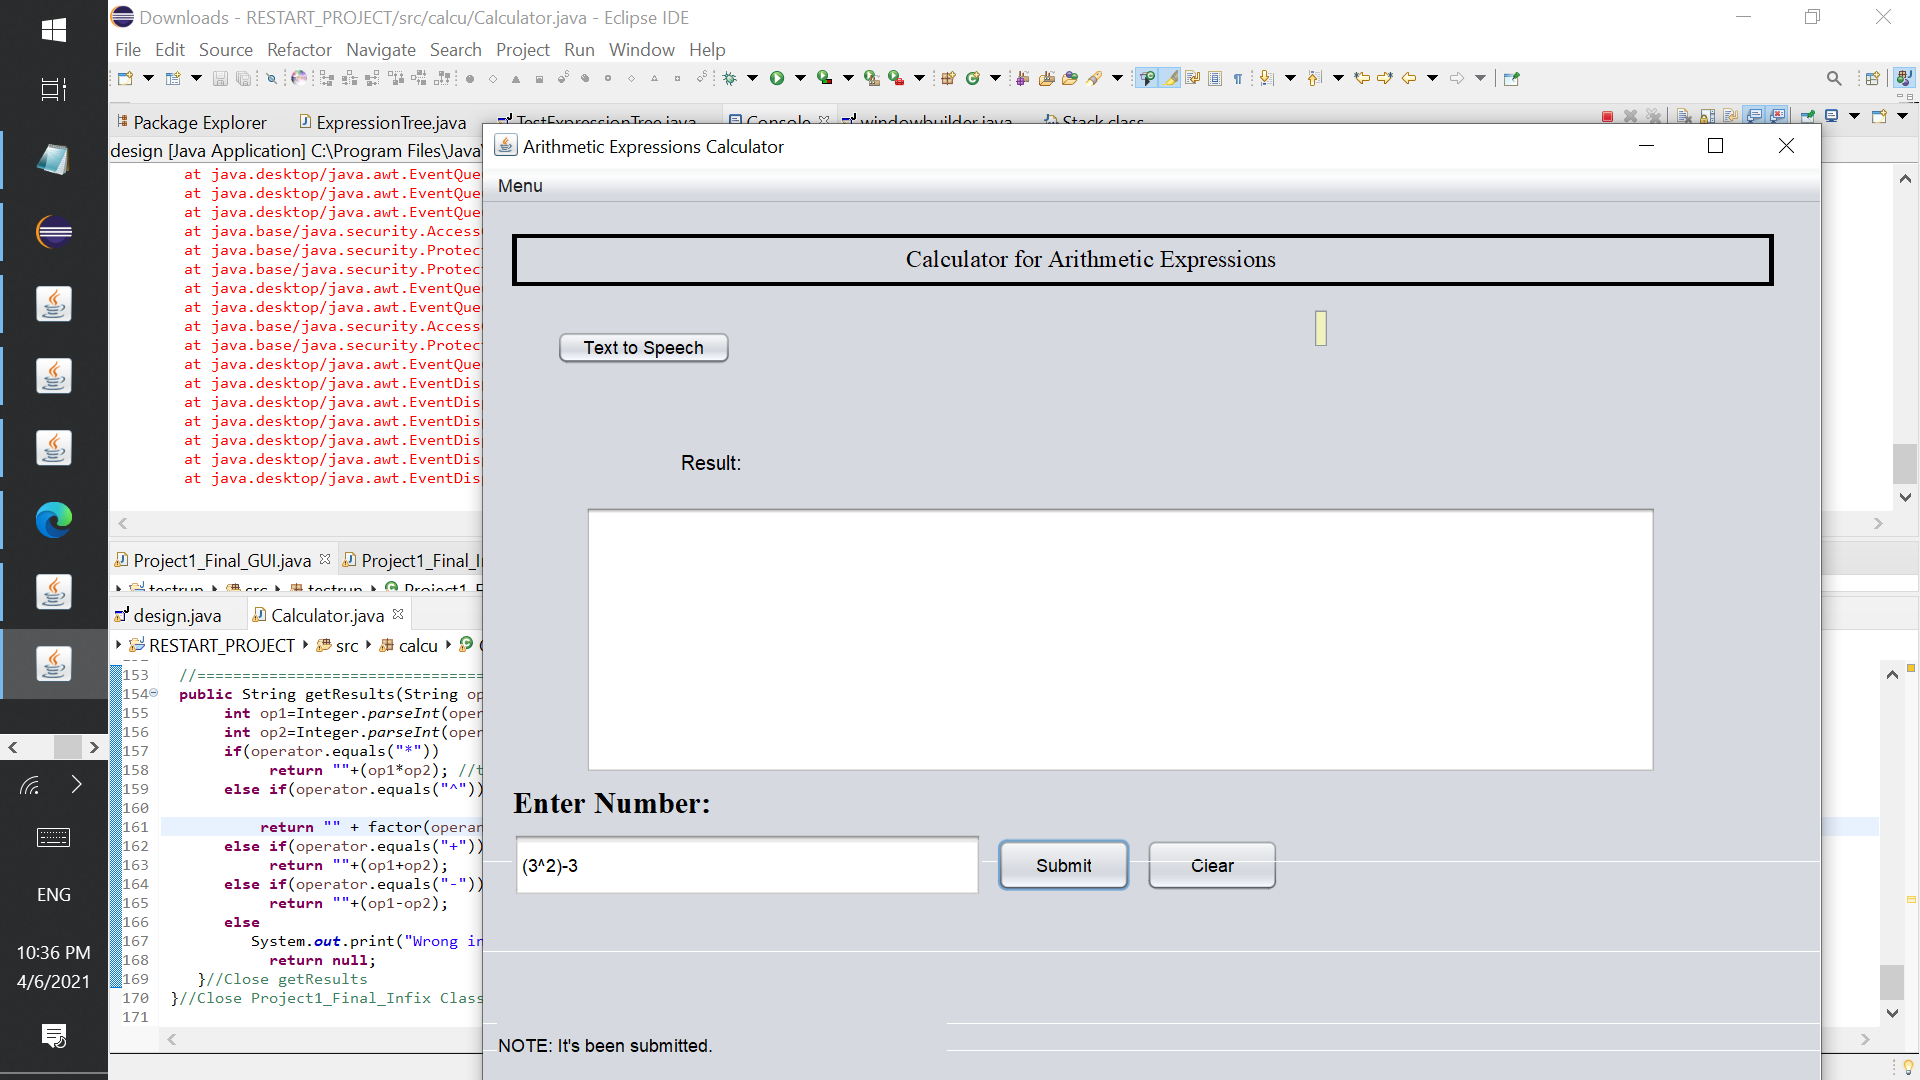 Downloads - RESTART_PROJECT/src/calcu/Calculator.java - Eclipse IDE
File Edit Source Refactor Navigate Search Project Run Window Help
Package Explorer ExpressionTree.java TestExpressionTree.java Console windowbuilder.java Stack.class
design [Java Application] C:\Program Files\Java\
at java.desktop/java.awt.EventQue
at java.desktop/java.awt.EventQue
at java.desktop/java.awt.EventQue
at java.base/java.security.Access
at java.base/java.security.Protec
at java.base/java.security.Protec
at java.desktop/java.awt.EventQue
at java.desktop/java.awt.EventQue
at java.base/java.security.Access
at java.base/java.security.Protec
at java.desktop/java.awt.EventQue
at java.desktop/java.awt.EventDis
at java.desktop/java.awt.EventDis
at java.desktop/java.awt.EventDis
at java.desktop/java.awt.EventDis
at java.desktop/java.awt.EventDis
at java.desktop/java.awt.EventDis
Arithmetic Expressions Calculator
Menu
Calculator for Arithmetic Expressions
Text to Speech
Result:
Enter Number:
(3^2)-3
Submit
Clear
NOTE: It's been submitted.
Project1_Final_GUI.java Project1_Final_I
testrun src testrun Project1_F
design.java Calculator.java
RESTART_PROJECT src calcu
153 //================================
154 public String getResults(String op
155 int op1=Integer.parseInt(oper
156 int op2=Integer.parseInt(oper
157 if(operator.equals("*"))
158 return ""+(op1*op2); //t
159 else if(operator.equals("^"))
160
161 return "" + factor(operan
162 else if(operator.equals("+"))
163 return ""+(op1+op2);
164 else if(operator.equals("-"))
165 return ""+(op1-op2);
166 else
167 System.out.print("Wrong in
168 return null;
169 }//Close getResults
170 }//Close Project1_Final_Infix Class
171
ENG
10:36 PM
4/6/2021